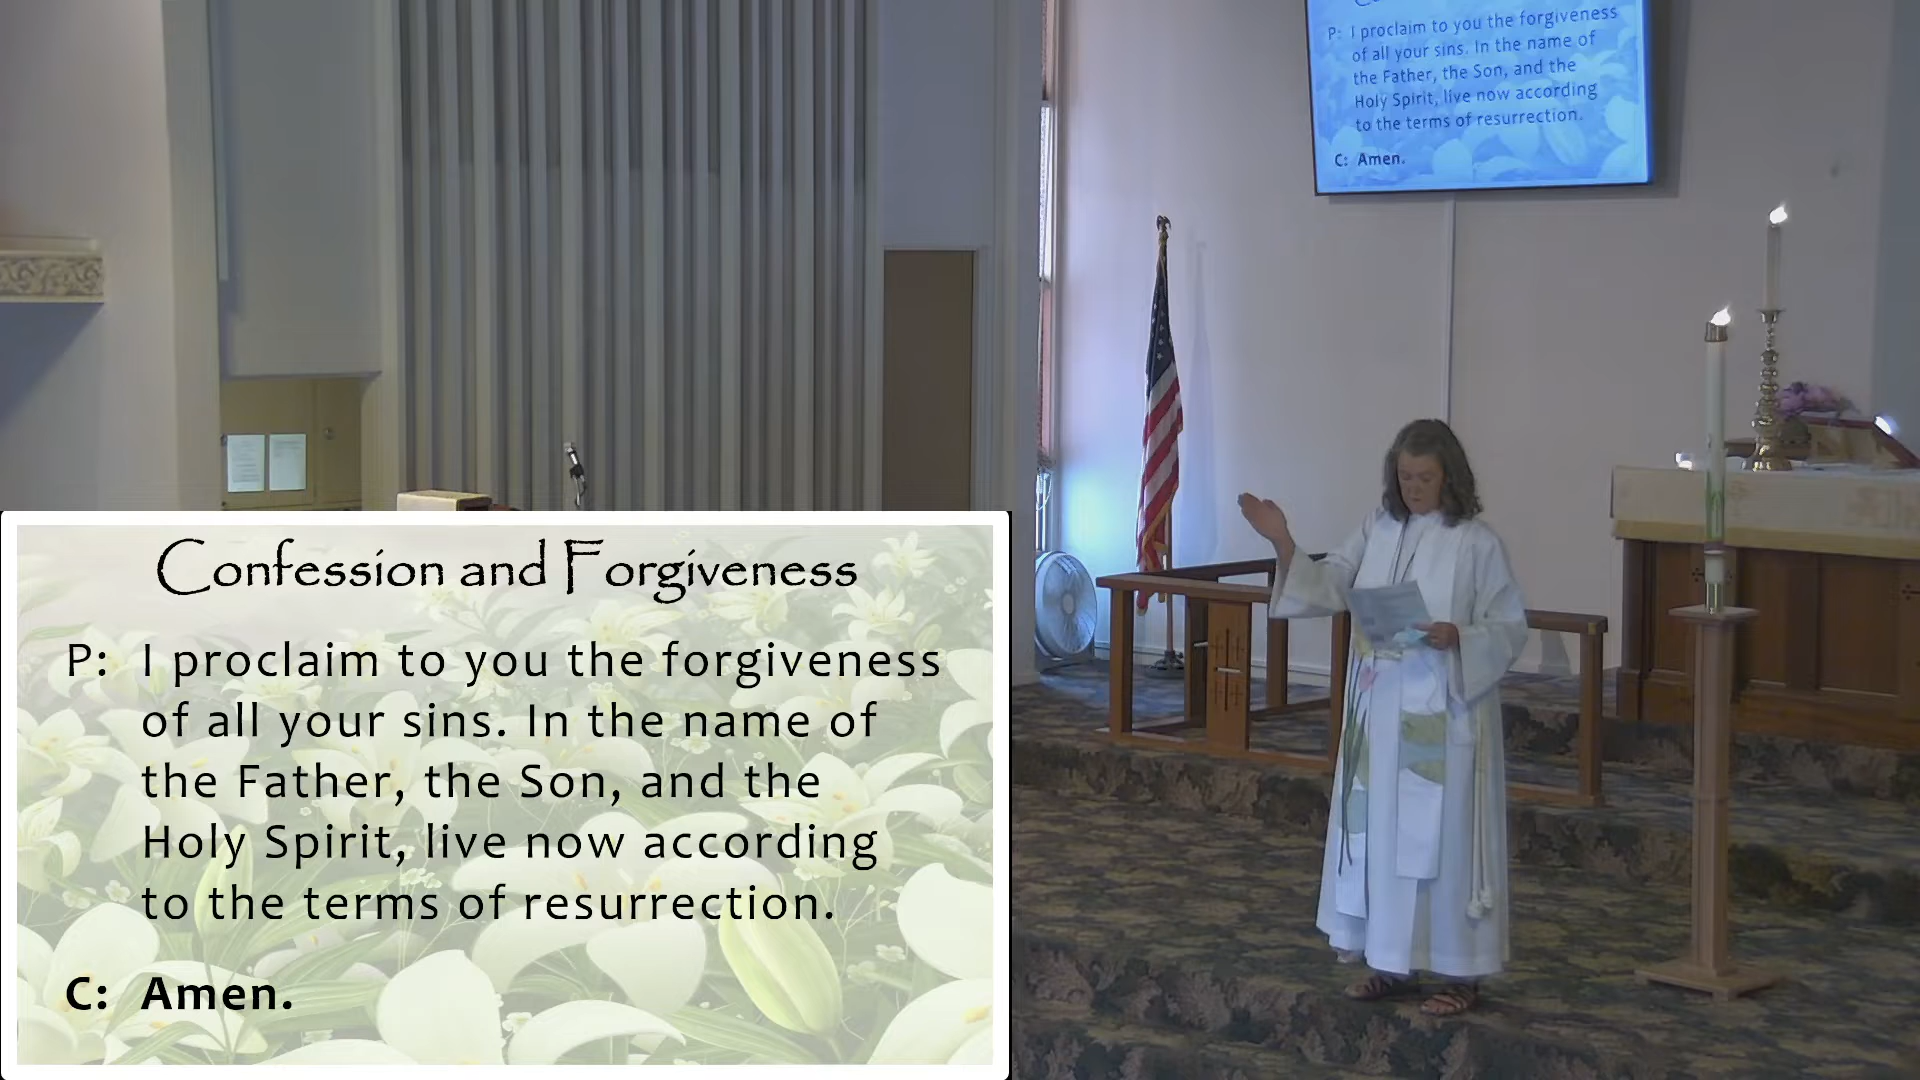 P: I proclaim to you the forgiveness
of all your sins. In the name of
the Father, the Son, and the
Holy Spirit, live now according
to the terms of resurrection.
C: Amen.
Confession and Forgiveness
P: I proclaim to you the forgiveness
of all your sins. In the name of
the Father, the Son, and the
Holy Spirit, live now according
to the terms of resurrection.
C: Amen.